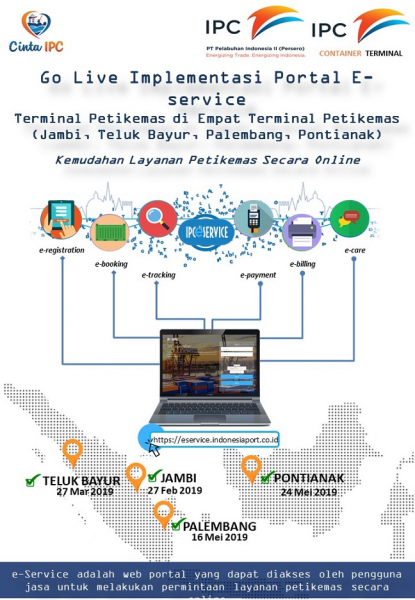 Cinta IPC
IPC
PT Pelabuhan Indonesia II (Persero)
Energizing Trade. Energizing Indonesia.
IPC
CONTAINER TERMINAL
Go Live Implementasi Portal E-
service
Terminal Petikemas di Empat Terminal Petikemas
(Jambi, Teluk Bayur, Palembang, Pontianak)
Kemudahan Layanan Petikemas Secara Online
IPC eSERVICE
e-registration
e-booking
e-tracking
e-payment
e-billing
e-care
https://eservice.indonesiaport.co.id
TELUK BAYUR
27 Mar 2019
JAMBI
27 Feb 2019
PONTIANAK
24 Mei 2019
PALEMBANG
16 Mei 2019
e-Service adalah web portal yang dapat diakses oleh pengguna
jasa untuk melakukan permintaan layanan petikemas secara
online